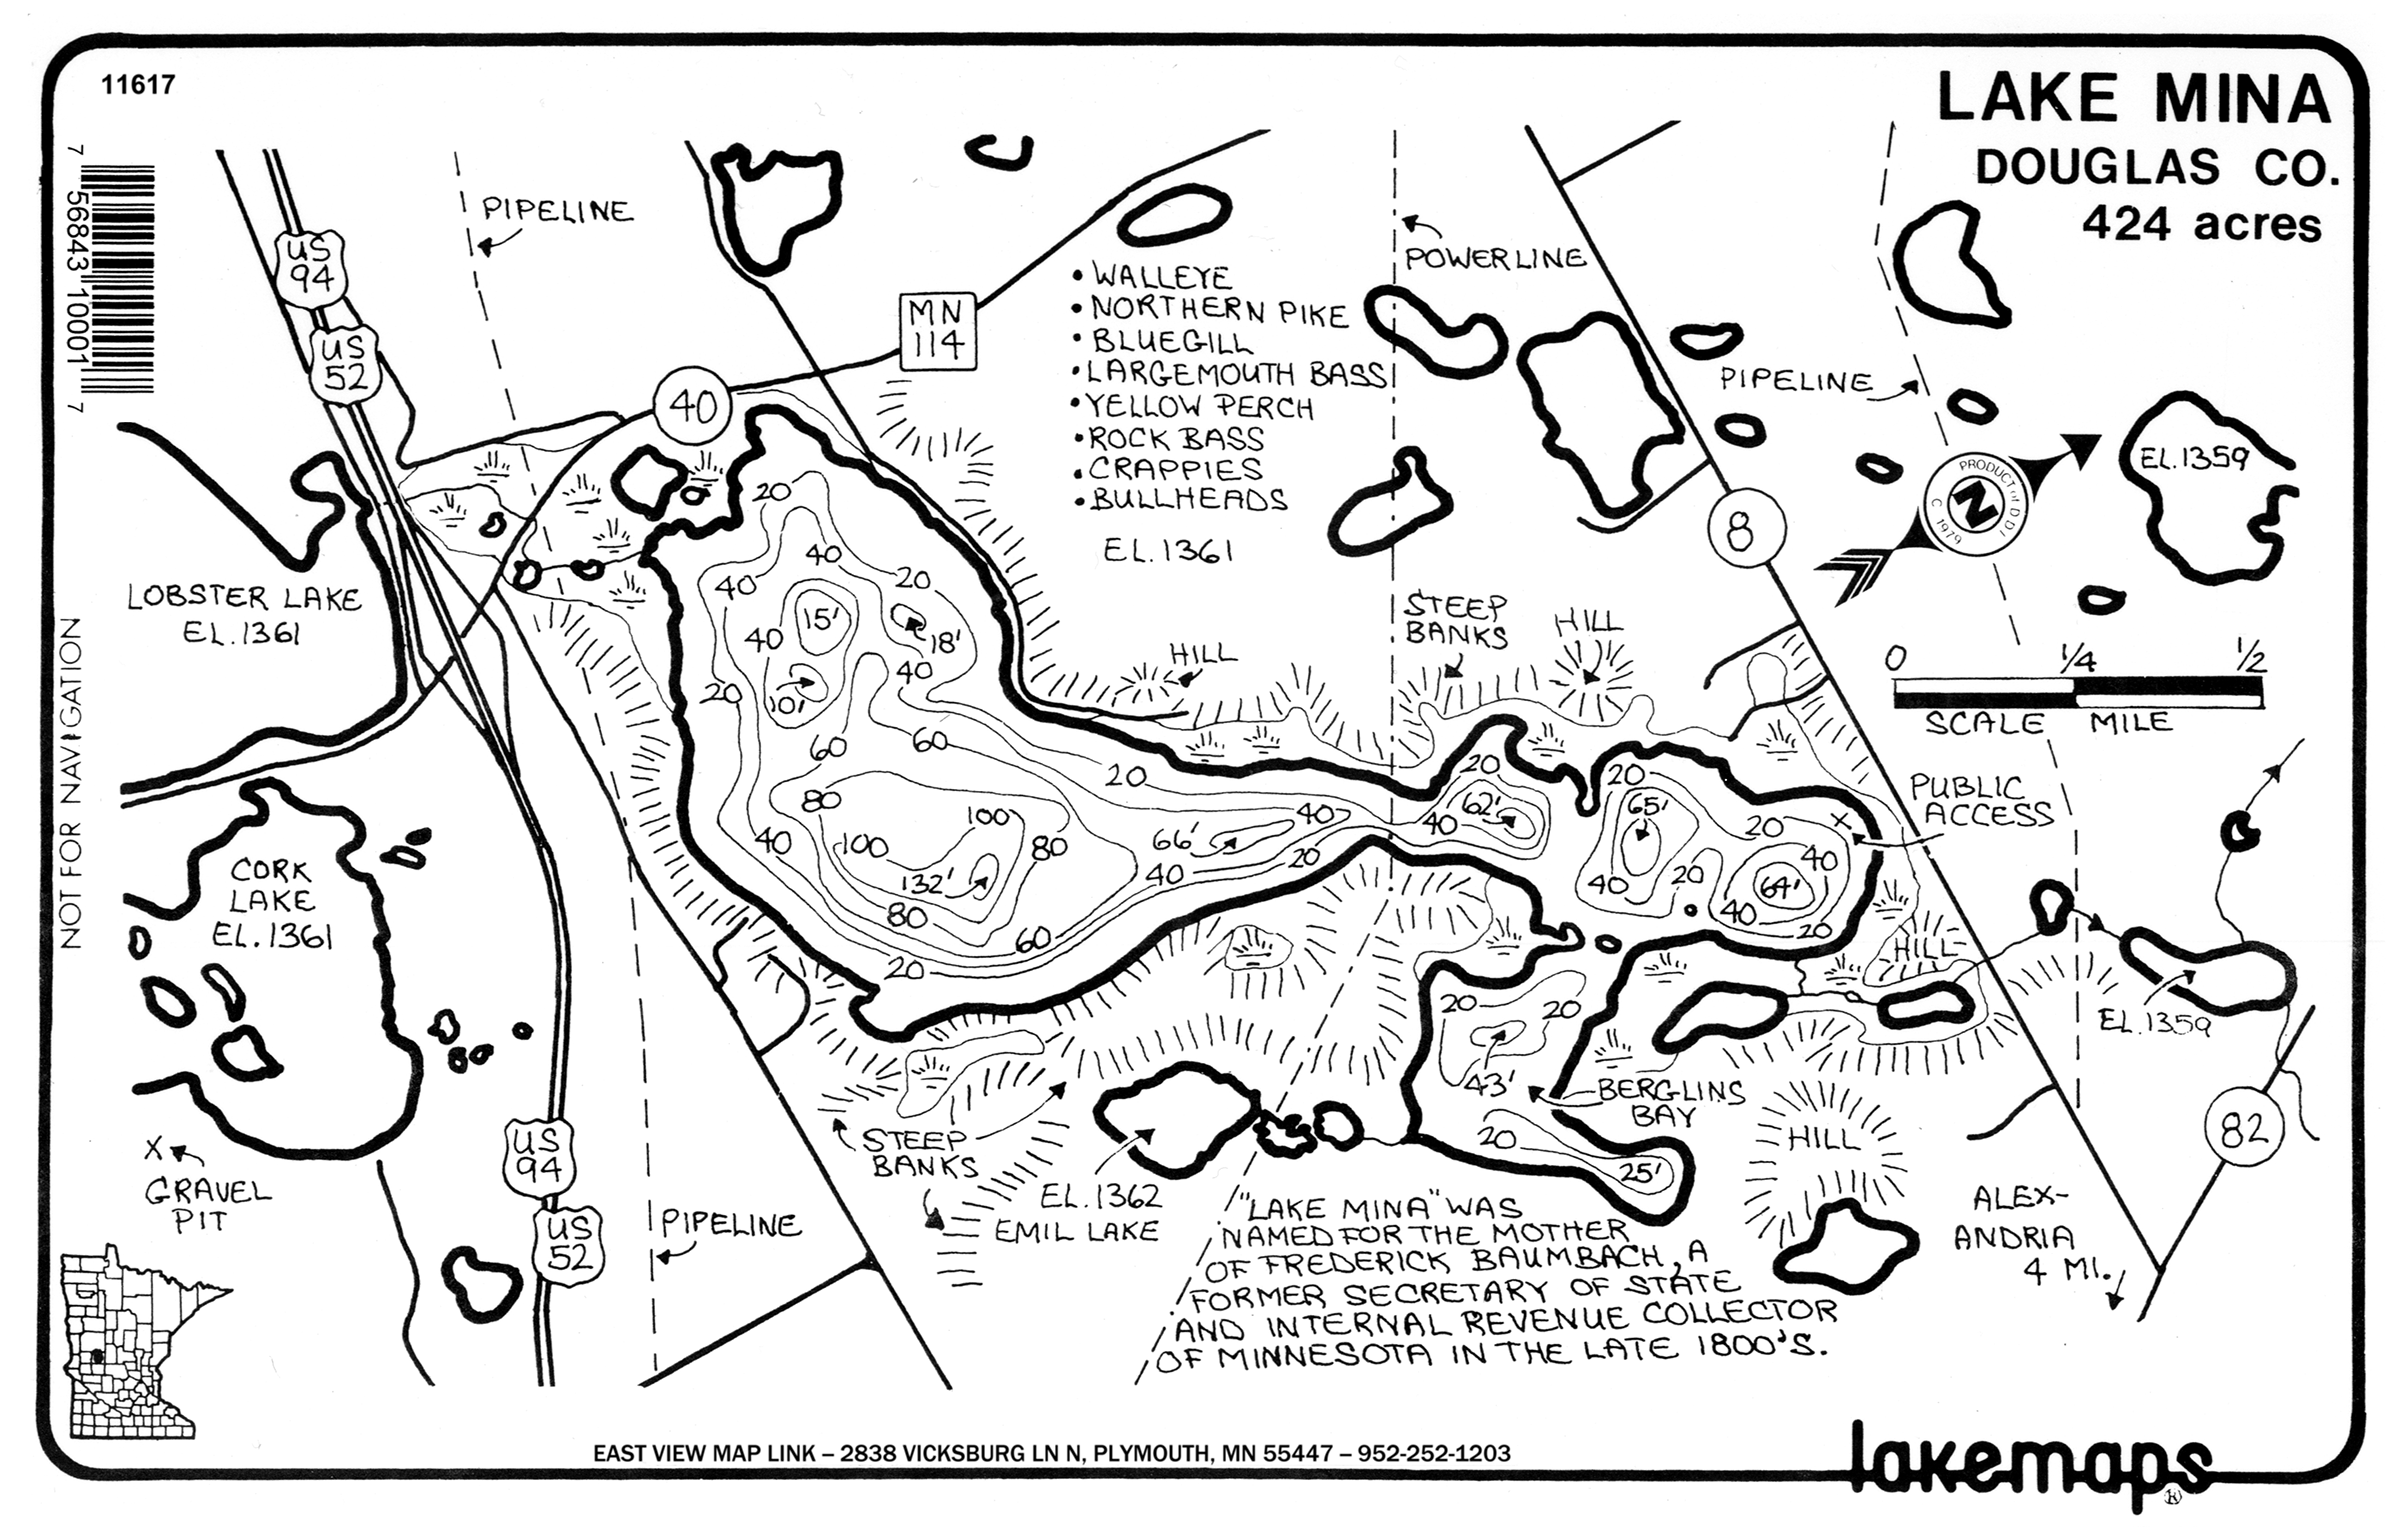 11617
LAKE MINA
DOUGLAS CO.
424 acres
7 56843 10001 7
NOT FOR NAVIGATION
US
94
US
52
PIPELINE
MN
114
40
• WALLEYE
• NORTHERN PIKE
• BLUEGILL
• LARGEMOUTH BASS
• YELLOW PERCH
• ROCK BASS
• CRAPPIES
• BULLHEADS
EL. 1361
POWERLINE
PIPELINE
8
EL. 1359
PRODUCT OF D.D.I.
C 1979
N
0 1/4 1/2
SCALE MILE
LOBSTER LAKE
EL. 1361
STEEP
BANKS
HILL
HILL
20
40
40
20
15'
40
18'
40
20
10'
60
60
20
80
100
100
40
80
132'
80
60
20
66'
40
40
20
20
62'
40
20
65'
20
40
40
20
64'
40
20
PUBLIC
ACCESS
X
HILL
CORK
LAKE
EL. 1361
X
GRAVEL
PIT
US
94
US
52
PIPELINE
STEEP
BANKS
EL. 1362
EMIL LAKE
20
20
43'
BERGLINS
BAY
20
25'
HILL
EL. 1359
82
ALEX-
ANDRIA
4 MI.
"LAKE MINA" WAS
NAMED FOR THE MOTHER
OF FREDERICK BAUMBACH, A
FORMER SECRETARY OF STATE
AND INTERNAL REVENUE COLLECTOR
OF MINNESOTA IN THE LATE 1800'S.
EAST VIEW MAP LINK – 2838 VICKSBURG LN N, PLYMOUTH, MN 55447 – 952-252-1203
lakemaps®